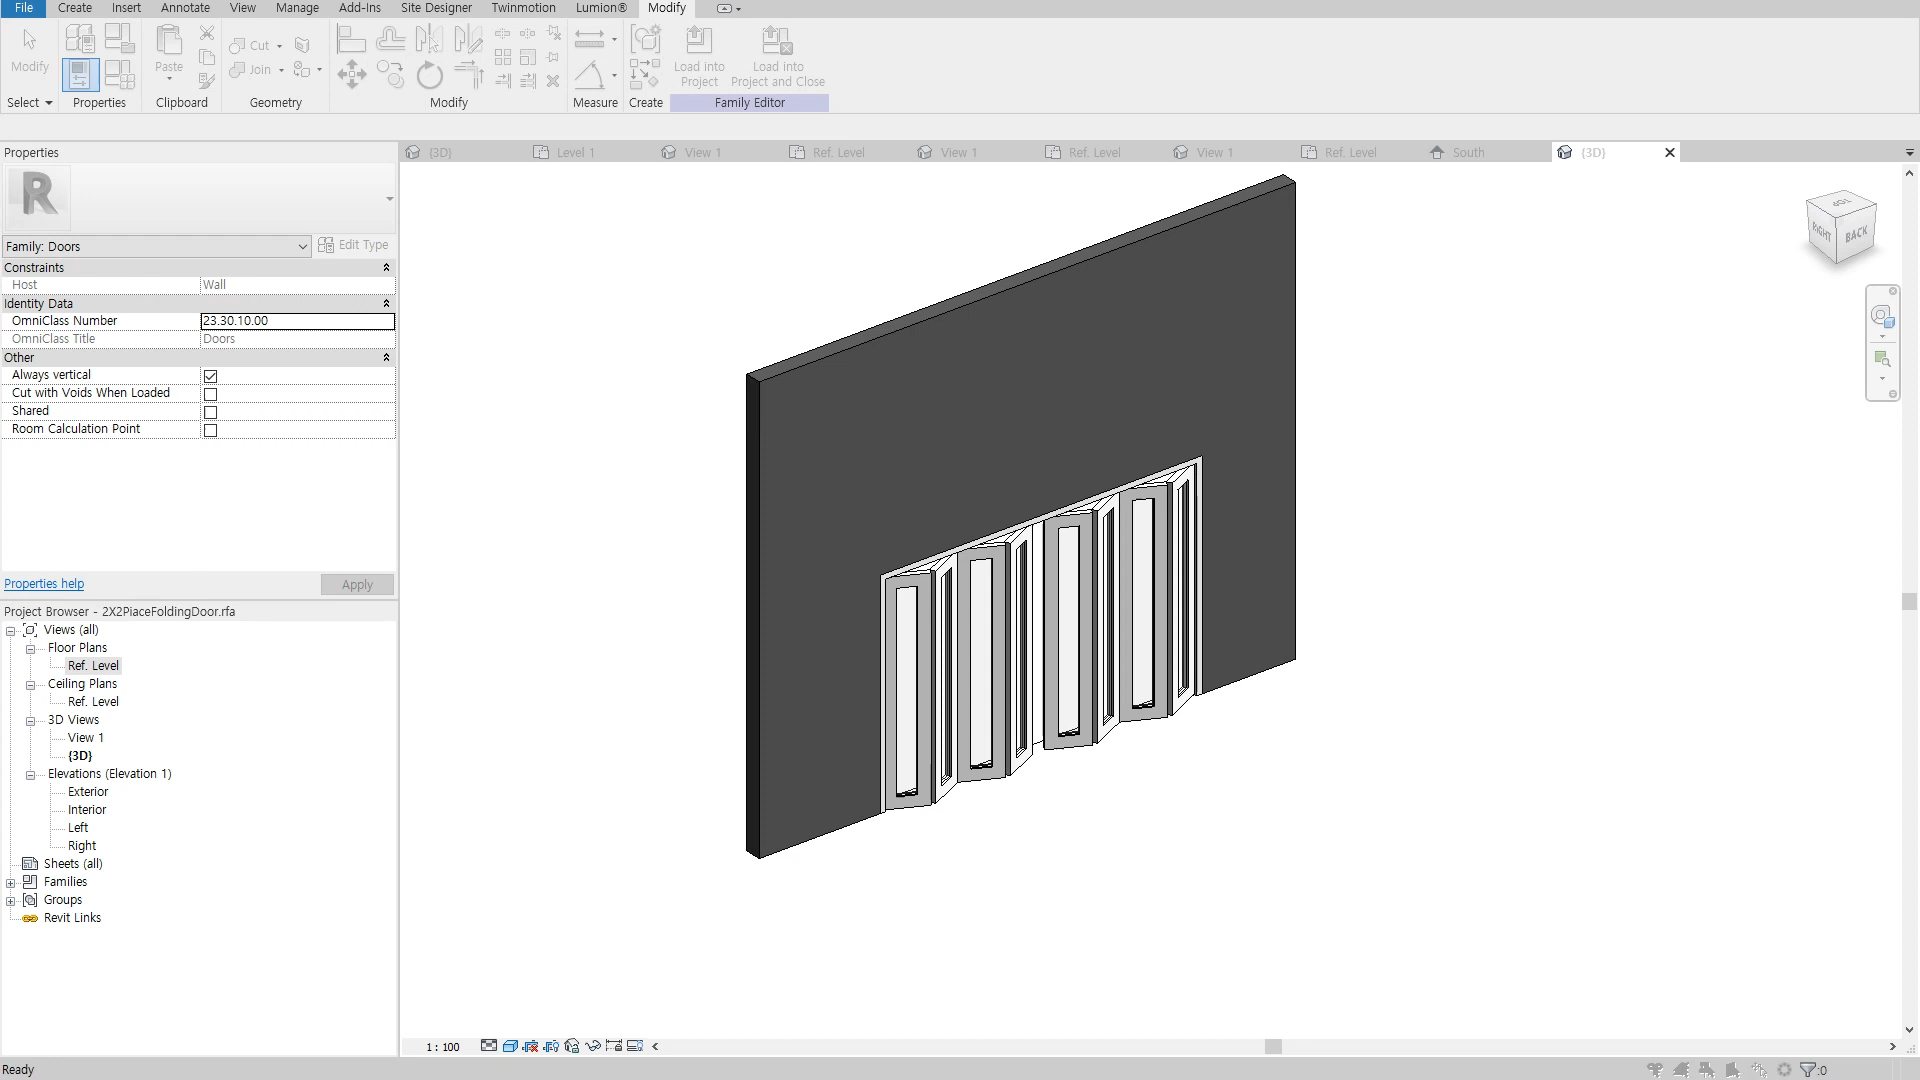 File Create Insert Annotate View Manage Add-Ins Site Designer Twinmotion Lumion® Modify
Modify
Paste
Cut
Join
Load into
Project
Load into
Project and Close
Select Properties Clipboard Geometry Modify Measure Create Family Editor
Properties
{3D} Level 1 View 1 Ref. Level View 1 Ref. Level View 1 Ref. Level South {3D}
R
TOP
RIGHT BACK
Family: Doors Edit Type
Constraints
Host Wall
Identity Data
OmniClass Number 23.30.10.00
OmniClass Title Doors
Other
Always vertical
Cut with Voids When Loaded
Shared
Room Calculation Point
Properties help Apply
Project Browser - 2X2PiaceFoldingDoor.rfa
Views (all)
Floor Plans
Ref. Level
Ceiling Plans
Ref. Level
3D Views
View 1
{3D}
Elevations (Elevation 1)
Exterior
Interior
Left
Right
Sheets (all)
Families
Groups
Revit Links
1 : 100
Ready :0